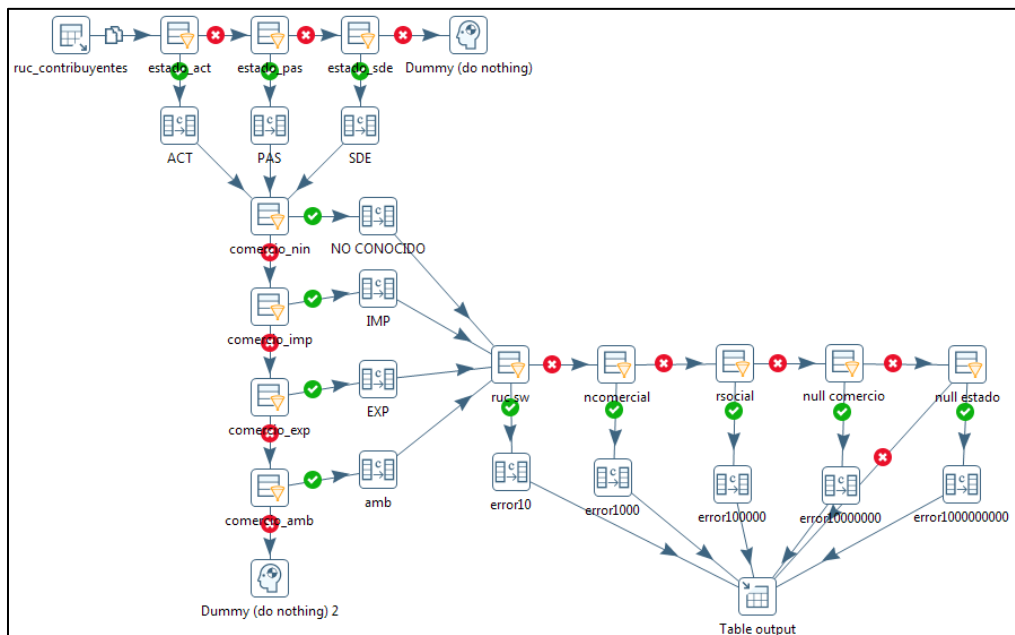 ruc_contribuyentes
estado_act
estado_pas
estado_sde
Dummy (do nothing)
ACT
PAS
SDE
comercio_nin
NO CONOCIDO
comercio_imp
IMP
comercio_exp
EXP
comercio_amb
amb
Dummy (do nothing) 2
ruc sw
ncomercial
rsocial
null comercio
null estado
error10
error1000
error100000
error10000000
error1000000000
Table output